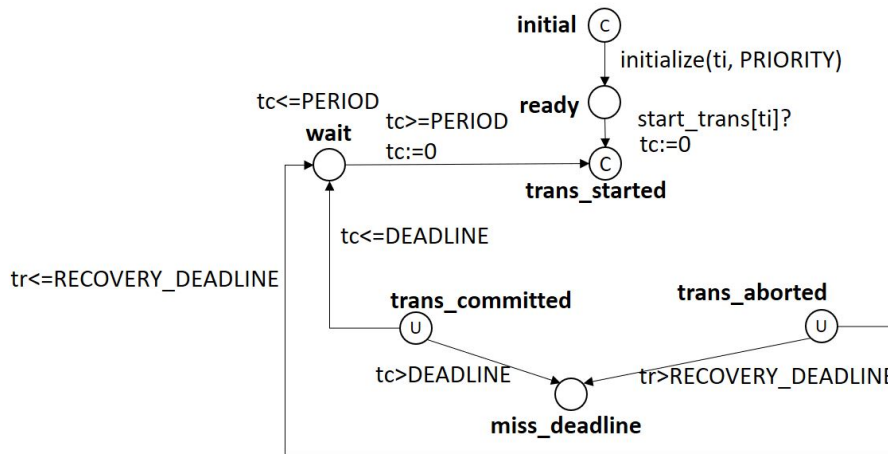 initial
C
initialize(ti, PRIORITY)
tc<=PERIOD
ready
wait
tc>=PERIOD
tc:=0
start_trans[ti]?
tc:=0
C
trans_started
tc<=DEADLINE
tr<=RECOVERY_DEADLINE
trans_committed
trans_aborted
U
U
tc>DEADLINE
tr>RECOVERY_DEADLINE
miss_deadline